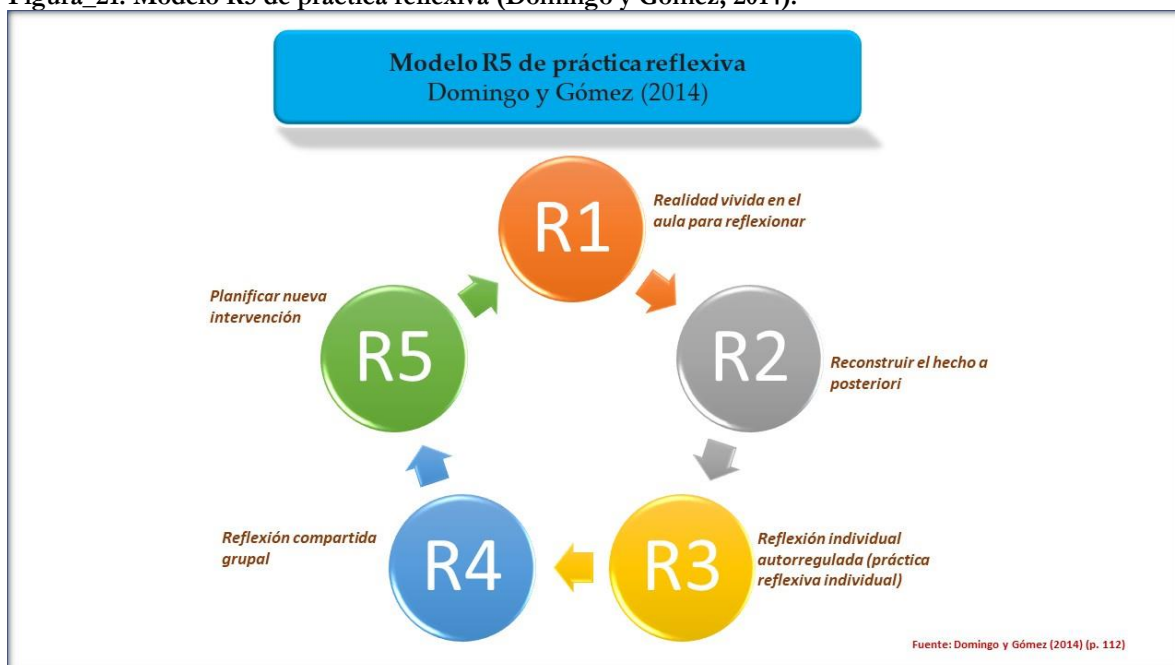 Figura_21. Modelo R5 de práctica reflexiva (Domingo y Gómez, 2014).
Modelo R5 de práctica reflexiva
Domingo y Gómez (2014)
R1
Realidad vivida en el
aula para reflexionar
R2
Reconstruir el hecho a
posteriori
R3
Reflexión individual
autorregulada (práctica
reflexiva individual)
R4
Reflexión compartida
grupal
R5
Planificar nueva
intervención
Fuente: Domingo y Gómez (2014) (p. 112)